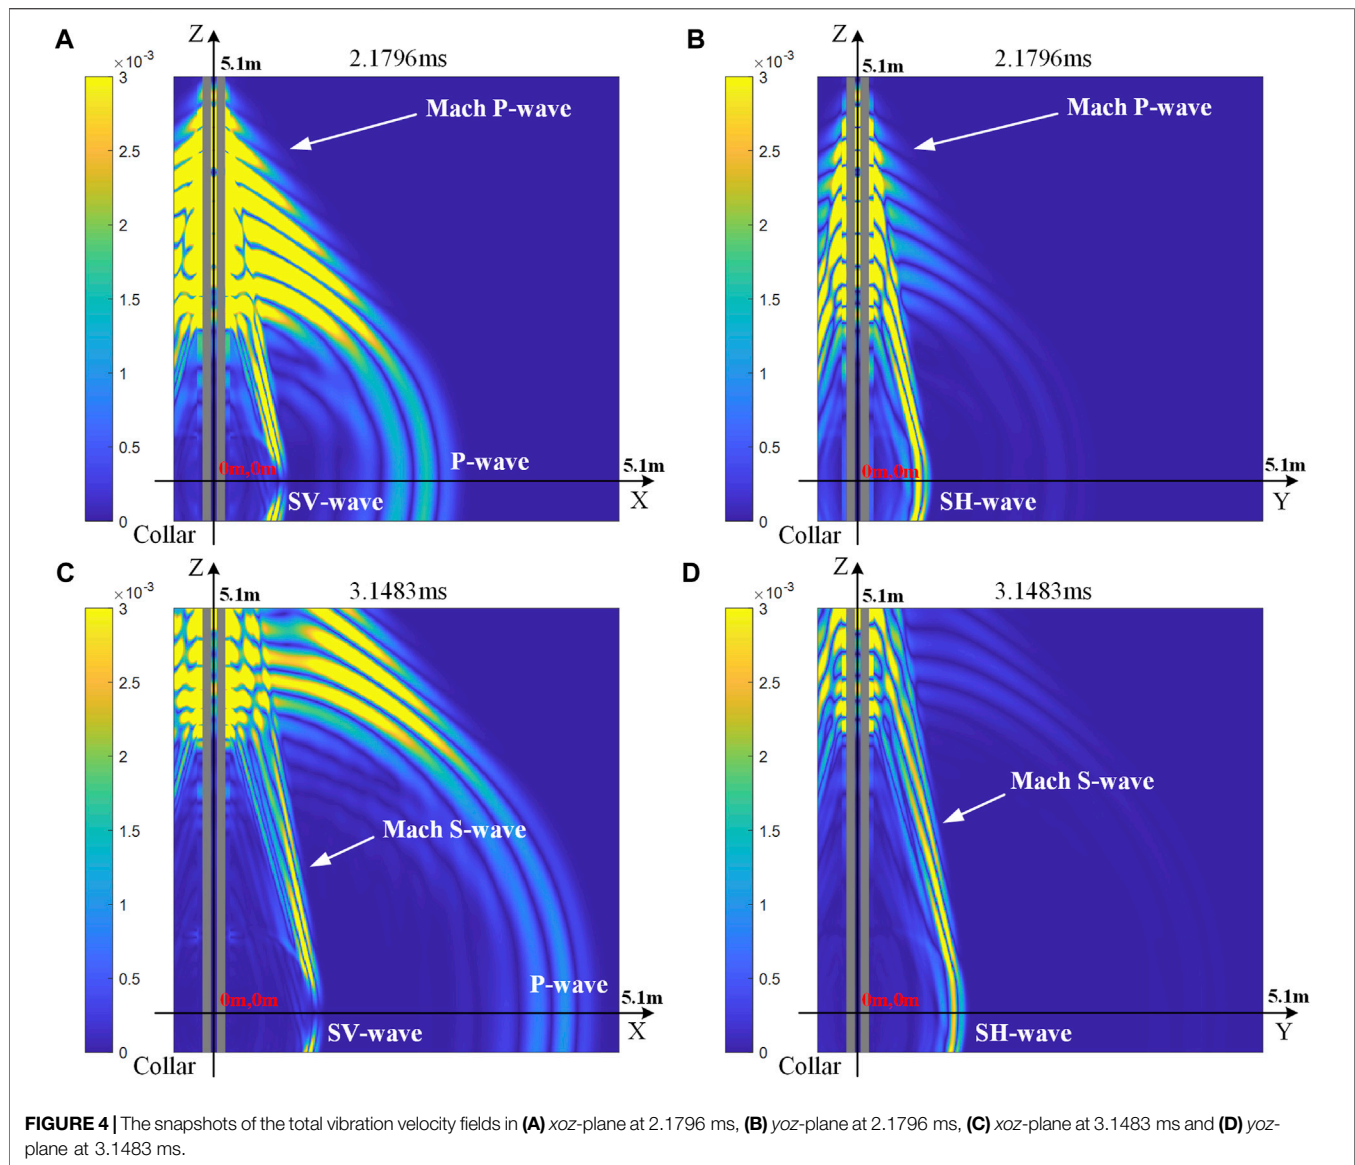 A
Z
2.1796ms
×10⁻³
5.1m
3
2.5
2
1.5
1
0.5
0
Mach P-wave
P-wave
0m,0m
5.1m
X
SV-wave
Collar
B
Z
2.1796ms
×10⁻³
5.1m
3
2.5
2
1.5
1
0.5
0
Mach P-wave
0m,0m
5.1m
Y
SH-wave
Collar
C
Z
3.1483ms
×10⁻³
5.1m
3
2.5
2
1.5
1
0.5
0
Mach S-wave
P-wave
0m,0m
5.1m
X
SV-wave
Collar
D
Z
3.1483ms
×10⁻³
5.1m
3
2.5
2
1.5
1
0.5
0
Mach S-wave
0m,0m
5.1m
Y
SH-wave
Collar
FIGURE 4 | The snapshots of the total vibration velocity fields in (A) xoz-plane at 2.1796 ms, (B) yoz-plane at 2.1796 ms, (C) xoz-plane at 3.1483 ms and (D) yoz-
plane at 3.1483 ms.